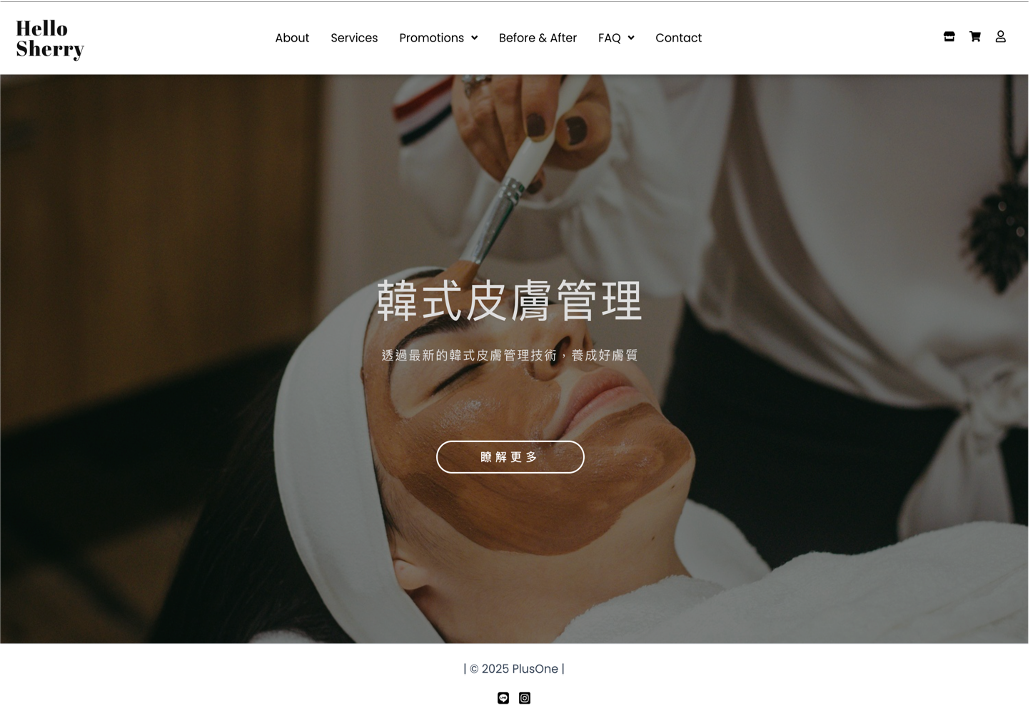 Hello
Sherry
About Services Promotions Before & After FAQ Contact
韓式皮膚管理
透過最新的韓式皮膚管理技術，養成好膚質
瞭解更多
| © 2025 PlusOne |